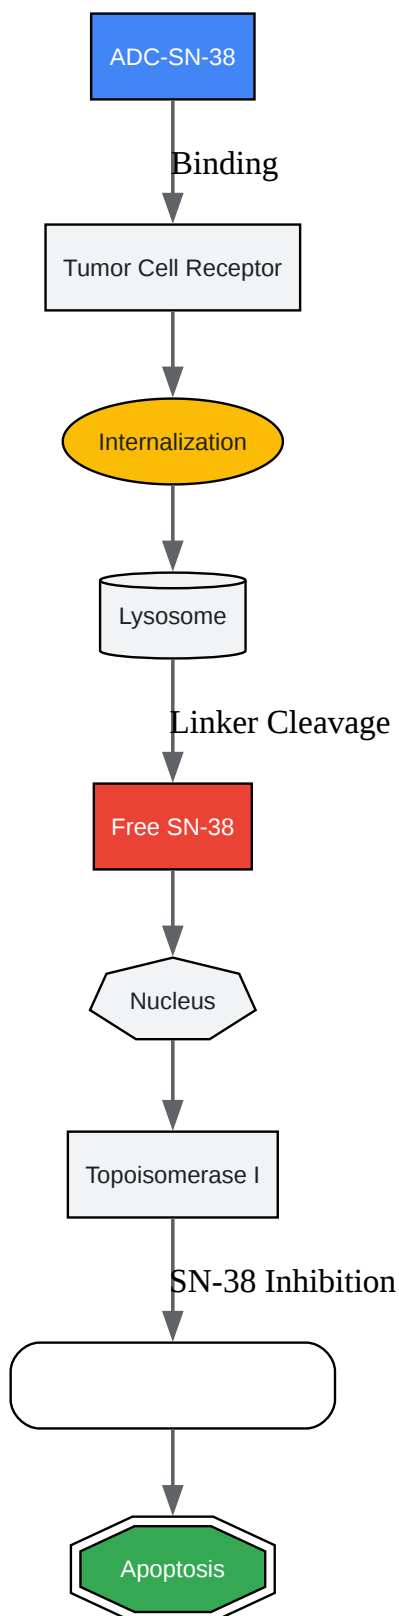 ADC-SN-38
Binding
Tumor Cell Receptor
Internalization
Lysosome
Linker Cleavage
Free SN-38
Nucleus
Topoisomerase I
SN-38 Inhibition
Apoptosis